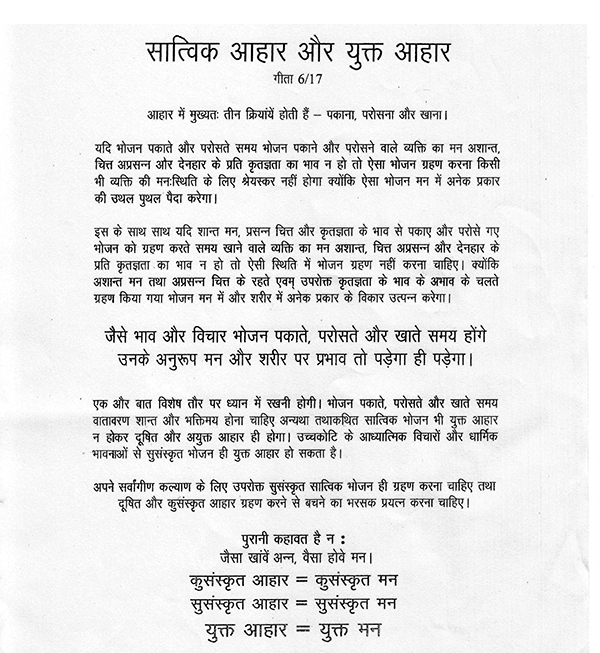 सात्विक आहार और युक्त आहार
गीता 6/17
आहार में मुख्यतः तीन क्रियायें होती हैं – पकाना, परोसना और खाना।
यदि भोजन पकाते और परोसते समय भोजन पकाने और परोसने वाले व्यक्ति का मन अशान्त,
चित्त अप्रसन्न ओर देनहार के प्रति कृतज्ञता का भाव न हो तो ऐसा भोजन ग्रहण करना किसी
भी व्यक्ति की मन:स्थिति के लिए श्रेयस्कर नहीं होगा क्योंकि ऐसा भोजन मन में अनेक प्रकार
की उथल पुथल पैदा करेगा।
इस के साथ साथ यदि शान्त मन, प्रसन्न चित्त और कृतज्ञता के भाव से पकाए और परोसे गए
भोजन को ग्रहण करते समय खाने वाले व्यक्ति का मन अशान्त, चित्त अप्रसन्न और देनहार के
प्रति कृतज्ञता का भाव न हो तो ऐसी स्थिति में भोजन ग्रहण नहीं करना चाहिए। क्योंकि
अशान्त मन तथा अप्रसन्न चित्त के रहते एवम् उपरोक्त कृतज्ञता के भाव के अभाव के चलते
ग्रहण किया गया भोजन मन में और शरीर में अनेक प्रकार के विकार उत्पन्न करेगा।
जैसे भाव और विचार भोजन पकाते, परोसते और खाते समय होंगे
उनके अनुरूप मन और शरीर पर प्रभाव तो पड़ेगा ही पड़ेगा।
एक और बात विशेष तौर पर ध्यान में रखनी होगी। भोजन पकाते, परोसते और खाते समय
वातावरण शान्त और भक्तिमय होना चाहिए अन्यथा तथाकथित सात्विक भोजन भी युक्त आहार
न होकर दूषित और अयुक्त आहार ही होगा। उच्चकोटि के आध्यात्मिक विचारों और धार्मिक
भावनाओं से सुसंस्कृत भोजन ही युक्त आहार हो सकता है।
अपने सर्वांगीण कल्याण के लिए उपरोक्त सुसंस्कृत सात्विक भोजन ही ग्रहण करना चाहिए तथा
दूषित और कुसंस्कृत आहार ग्रहण करने से बचने का भरसक प्रयत्न करना चाहिए।
पुरानी कहावत है न :
जैसा खांवें अन्न, वैसा होवे मन।
कुसंस्कृत आहार = कुसंस्कृत मन
सुसंस्कृत आहार = सुसंस्कृत मन
युक्त आहार = युक्त मन